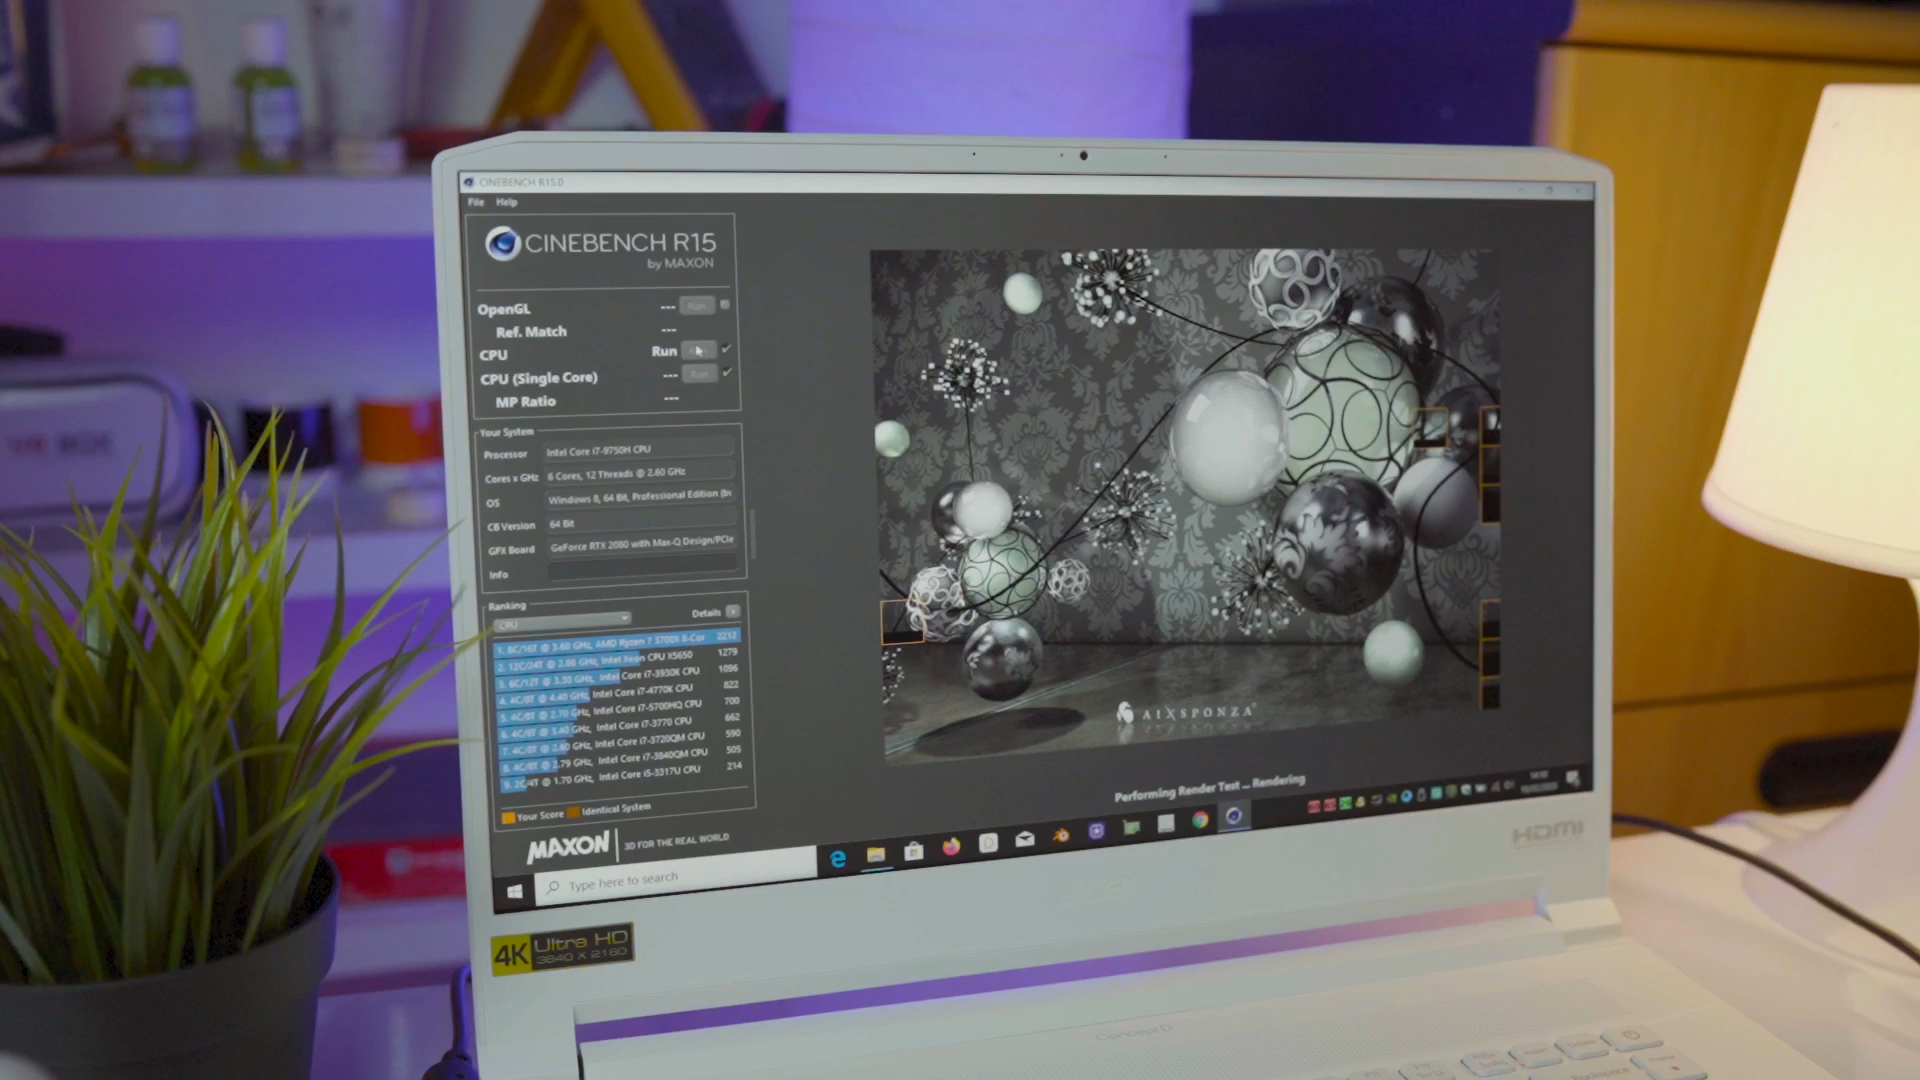 CINEBENCH R15.0
File Help
CINEBENCH R15
by MAXON
OpenGL --- Run
Ref. Match ---
CPU Run
CPU (Single Core) --- Run
MP Ratio ---
Your System
Processor Intel Core i7-9750H CPU
Cores x GHz 6 Cores, 12 Threads @ 2.60 GHz
OS Windows 8, 64 Bit, Professional Edition (bu
CB Version 64 Bit
GFX Board GeForce RTX 2080 with Max-Q Design/PCIe
Info
Ranking
CPU Details
1. 8C/16T @ 3.60 GHz, AMD Ryzen 7 3700X 8-Cor 2212
2. 12C/24T @ 2.66 GHz, Intel Xeon CPU X5650 1279
3. 6C/12T @ 3.30 GHz, Intel Core i7-3930K CPU 1096
4. 4C/8T @ 4.40 GHz, Intel Core i7-4770K CPU 822
5. 4C/8T @ 2.70 GHz, Intel Core i7-5700HQ CPU 700
6. 4C/8T @ 3.40 GHz, Intel Core i7-3770 CPU 662
7. 4C/8T @ 2.60 GHz, Intel Core i7-3720QM CPU 590
8. 4C/8T @ 2.79 GHz, Intel Core i7-3840QM CPU 505
9. 2C/4T @ 1.70 GHz, Intel Core i5-3317U CPU 214
Your Score Identical System
MAXON 3D FOR THE REAL WORLD
AIXSPONZA
Performing Render Test ... Rendering
Type here to search
HDMI
4K Ultra HD
3840 X 2160
ConceptD
VR BOX